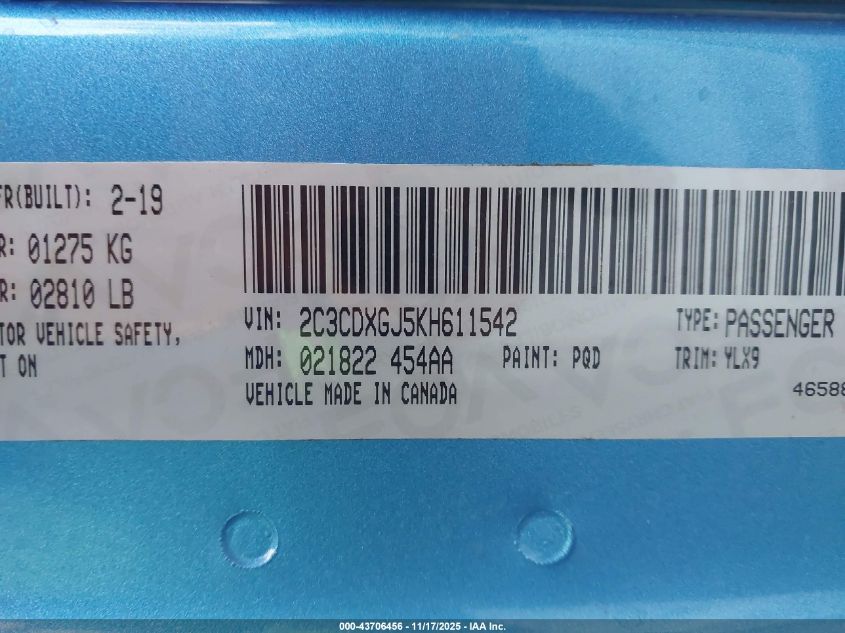 FR(BUILT): 2-19
R: 01275 KG
R: 02810 LB
TOR VEHICLE SAFETY,
T ON
VIN: 2C3CDXGJ5KH611542
TYPE: PASSENGER
MDH: 021822 454AA
PAINT: PQD
TRIM: YLX9
VEHICLE MADE IN CANADA
46588
000-43706456 - 11/17/2025 - IAA Inc.